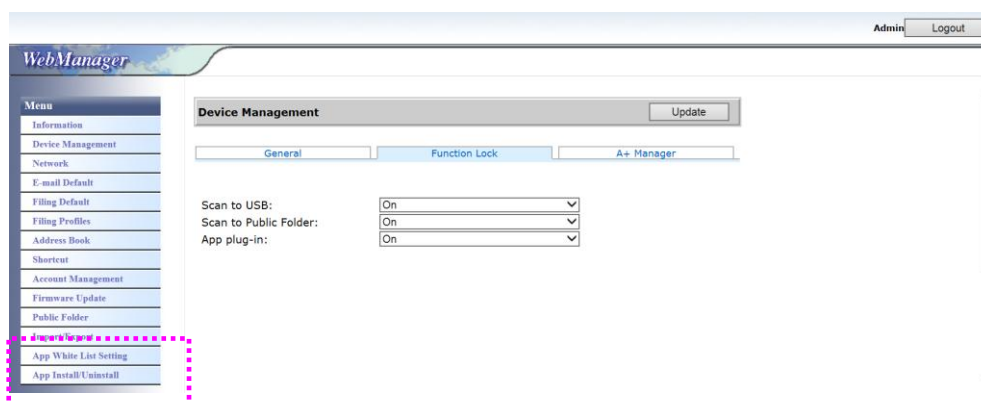 Admin Logout
WebManager
Menu
Information
Device Management
Network
E-mail Default
Filing Default
Filing Profiles
Address Book
Shortcut
Account Management
Firmware Update
Public Folder
Import/Export
App White List Setting
App Install/Uninstall
Device Management Update
General Function Lock A+ Manager
Scan to USB: On
Scan to Public Folder: On
App plug-in: On